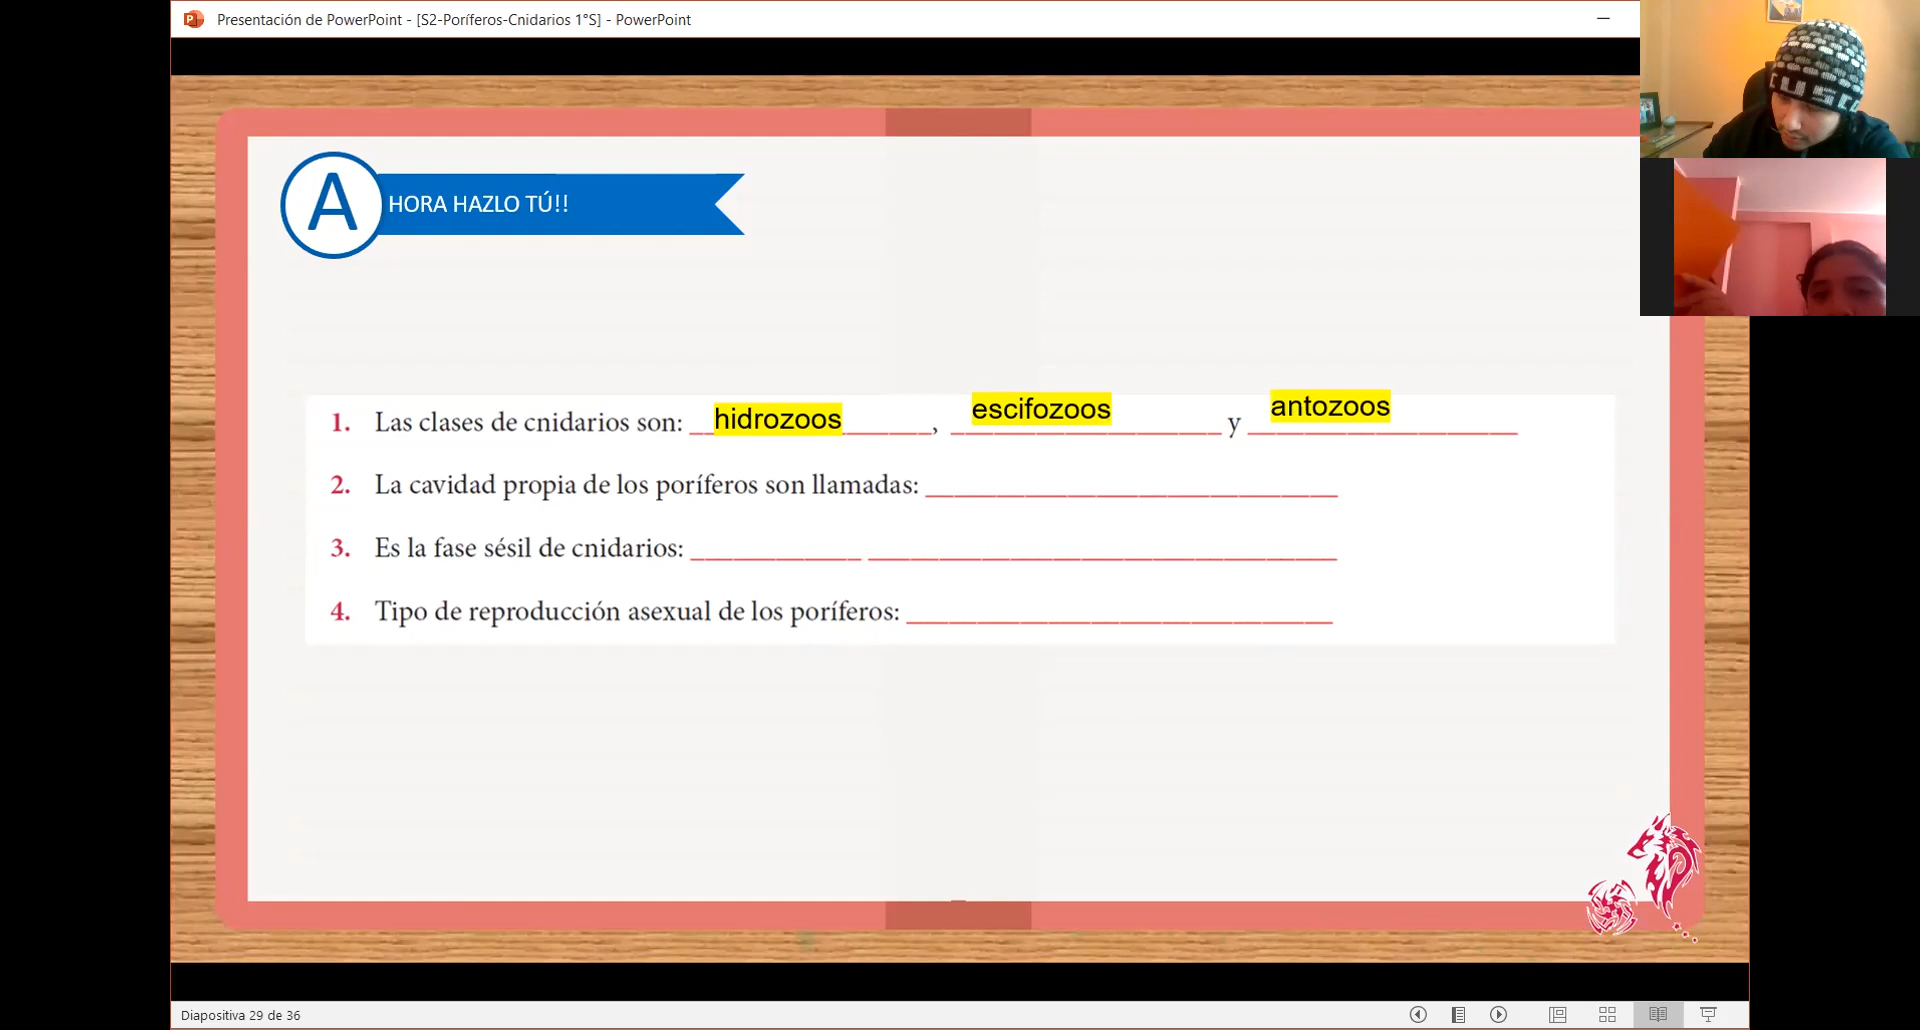 Presentación de PowerPoint - [S2-Poríferos-Cnidarios 1°S] - PowerPoint
CUSCO
AHORA HAZLO TÚ!!
1. Las clases de cnidarios son: hidrozoos, escifozoos y antozoos
2. La cavidad propia de los poríferos son llamadas:
3. Es la fase sésil de cnidarios:
4. Tipo de reproducción asexual de los poríferos:
Diapositiva 29 de 36